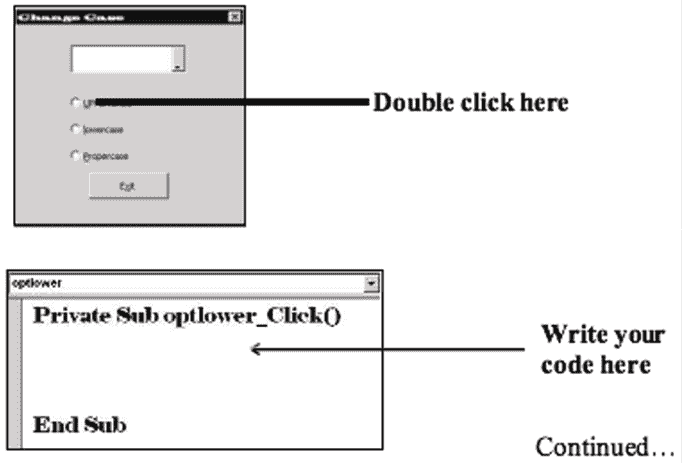 Change Case
Double click here
lowercase
Propercase
Exit
optlower
Private Sub optlower_Click()
Write your
code here
End Sub
Continued...